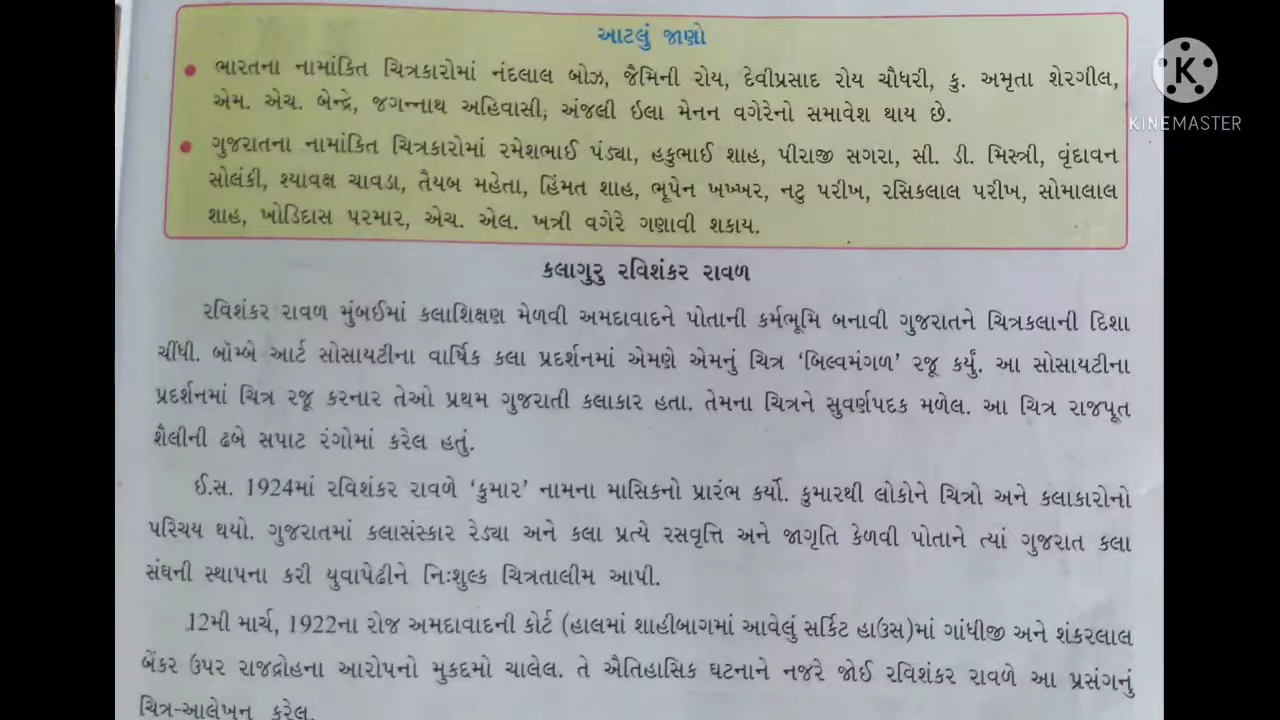 આટલું જાણો
• ભારતના નામાંકિત ચિત્રકારોમાં નંદલાલ બોઝ, જૈમિની રોય, દેવીપ્રસાદ રોય ચૌધરી, કુ. અમૃતા શેરગીલ,
એમ. એચ. બેન્દ્રે, જગન્નાથ અહિવાસી, અંજલી ઇલા મેનન વગેરેનો સમાવેશ થાય છે.
• ગુજરાતના નામાંકિત ચિત્રકારોમાં રમેશભાઈ પંડ્યા, હકુભાઈ શાહ, પીરાજી સગરા, સી. ડી. મિસ્ત્રી, વૃંદાવન
સોલંકી, શ્યાવક્ષ ચાવડા, તૈયબ મહેતા, હિંમત શાહ, ભૂપેન ખખ્ખર, નટુ પરીખ, રસિકલાલ પરીખ, સોમાલાલ
શાહ, ખોડિદાસ પરમાર, એચ. એલ. ખત્રી વગેરે ગણાવી શકાય.
KINEMASTER
કલાગુરુ રવિશંકર રાવળ
રવિશંકર રાવળ મુંબઈમાં કલાશિક્ષણ મેળવી અમદાવાદને પોતાની કર્મભૂમિ બનાવી ગુજરાતને ચિત્રકલાની દિશા
ચીંધી. બૉમ્બે આર્ટ સોસાયટીના વાર્ષિક કલા પ્રદર્શનમાં એમણે એમનું ચિત્ર ‘બિલ્વમંગળ’ રજૂ કર્યું. આ સોસાયટીના
પ્રદર્શનમાં ચિત્ર રજૂ કરનાર તેઓ પ્રથમ ગુજરાતી કલાકાર હતા. તેમના ચિત્રને સુવર્ણપદક મળેલ. આ ચિત્ર રાજપૂત
શૈલીની ઢબે સપાટ રંગોમાં કરેલ હતું.
ઈ.સ. 1924માં રવિશંકર રાવળે ‘કુમાર’ નામના માસિકનો પ્રારંભ કર્યો. કુમારથી લોકોને ચિત્રો અને કલાકારોનો
પરિચય થયો. ગુજરાતમાં કલાસંસ્કાર રેડ્યા અને કલા પ્રત્યે રસવૃત્તિ અને જાગૃતિ કેળવી પોતાને ત્યાં ગુજરાત કલા
સંઘની સ્થાપના કરી યુવાપેઢીને નિઃશુલ્ક ચિત્રતાલીમ આપી.
12મી માર્ચ, 1922ના રોજ અમદાવાદની કોર્ટ (હાલમાં શાહીબાગમાં આવેલું સર્કિટ હાઉસ)માં ગાંધીજી અને શંકરલાલ
બેંકર ઉપર રાજદ્રોહના આરોપનો મુકદ્દમો ચાલેલ. તે ઐતિહાસિક ઘટનાને નજરે જોઈ રવિશંકર રાવળે આ પ્રસંગનું
ચિત્ર-આલેખન કરેલ.